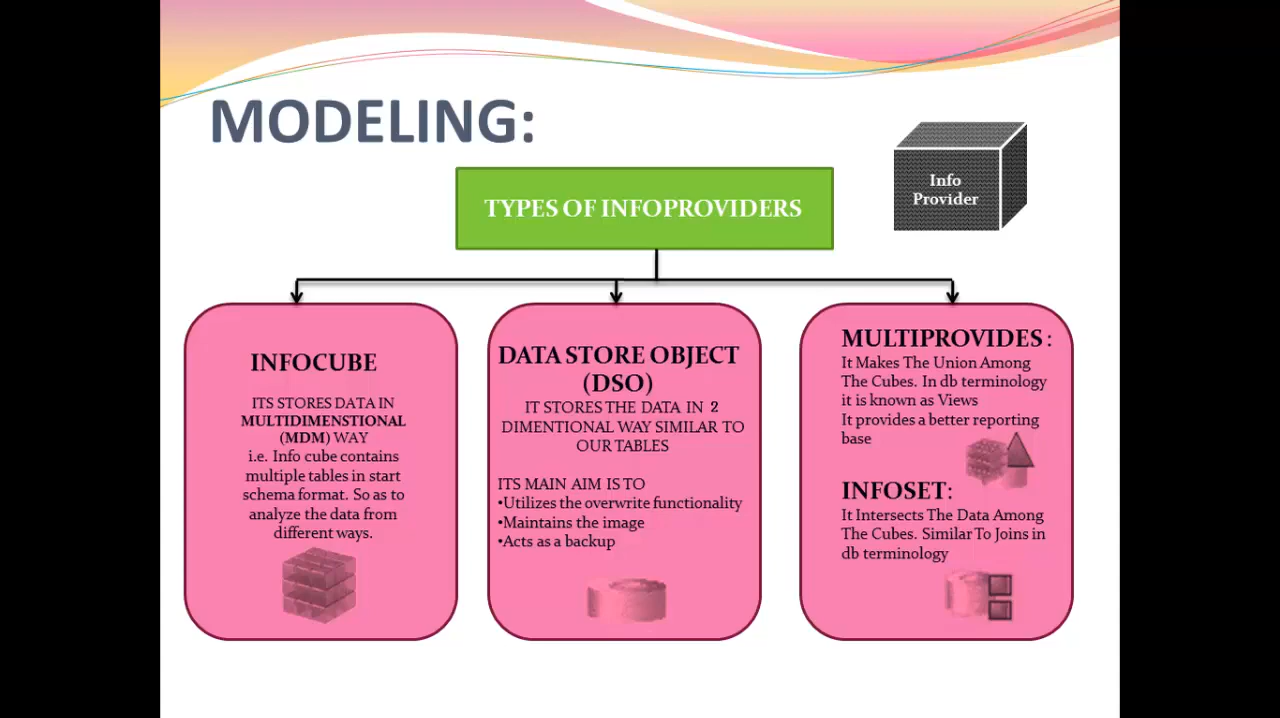 MODELING:
Info
Provider
TYPES OF INFOPROVIDERS
INFOCUBE
ITS STORES DATA IN
MULTIDIMENSTIONAL
(MDM) WAY
i.e. Info cube contains
multiple tables in start
schema format. So as to
analyze the data from
different ways.
DATA STORE OBJECT
(DSO)
IT STORES THE DATA IN 2
DIMENTIONAL WAY SIMILAR TO
OUR TABLES
ITS MAIN AIM IS TO
•Utilizes the overwrite functionality
•Maintains the image
•Acts as a backup
MULTIPROVIDES :
It Makes The Union Among
The Cubes. In db terminology
it is known as Views
It provides a better reporting
base
INFOSET:
It Intersects The Data Among
The Cubes. Similar To Joins in
db terminology